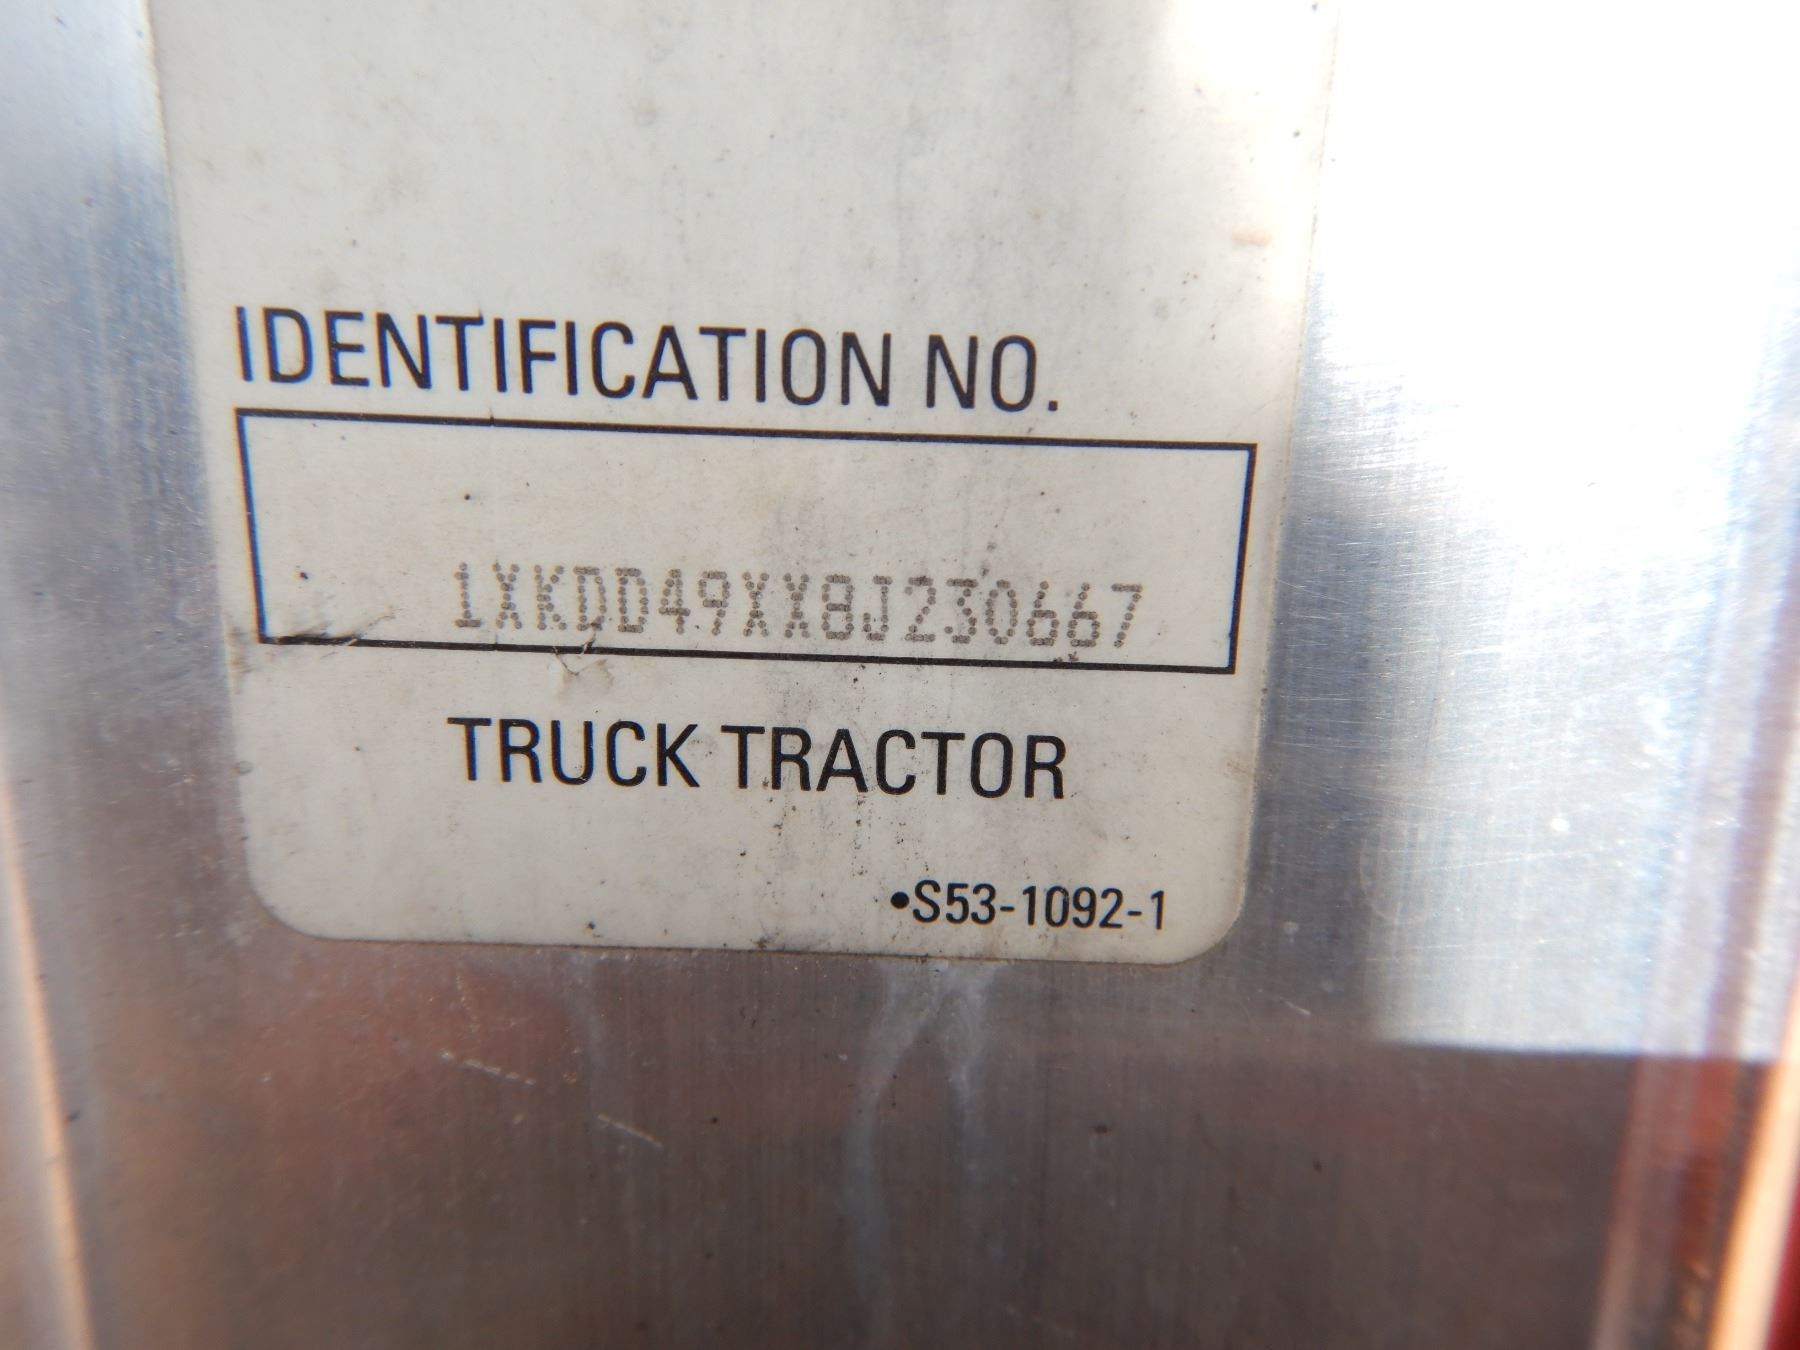 IDENTIFICATION NO.
1XKDD49XX8J230667
TRUCK TRACTOR
•S53-1092-1